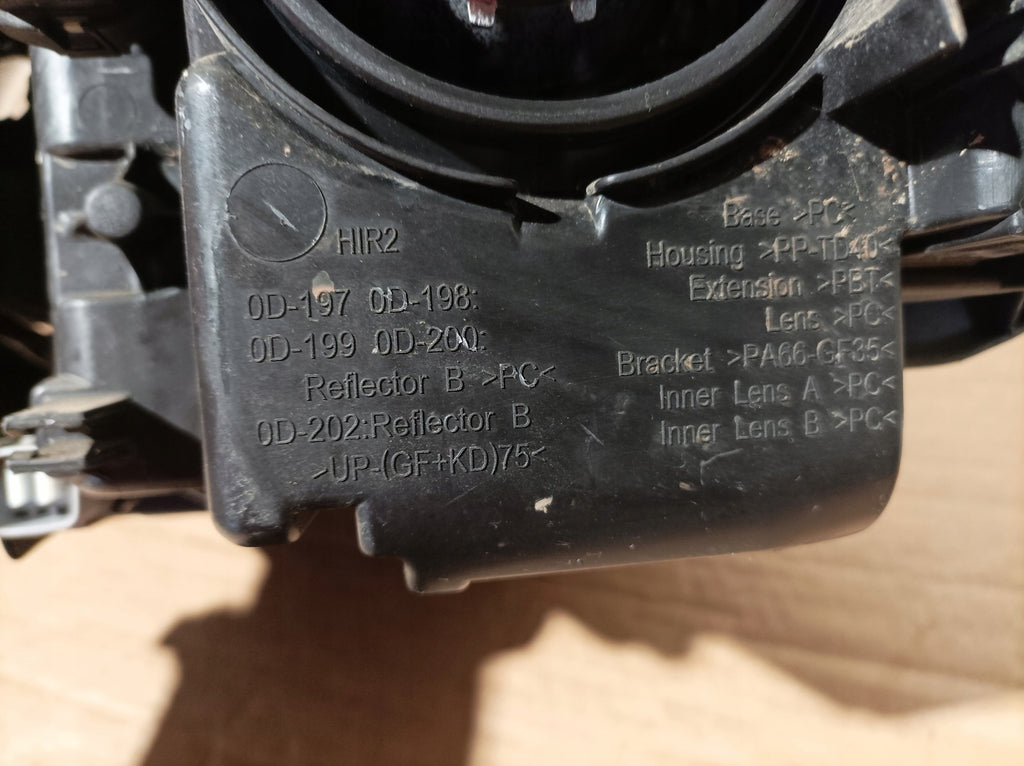 HIR2
0D-197 0D-198:
0D-199 0D-200:
Reflector B >PC<
0D-202:Reflector B
>UP-(GF+KD)75<
Base >PC<
Housing >PP-TD40<
Extension >PBT<
Lens >PC<
Bracket >PA66-GF35<
Inner Lens A >PC<
Inner Lens B >PC<